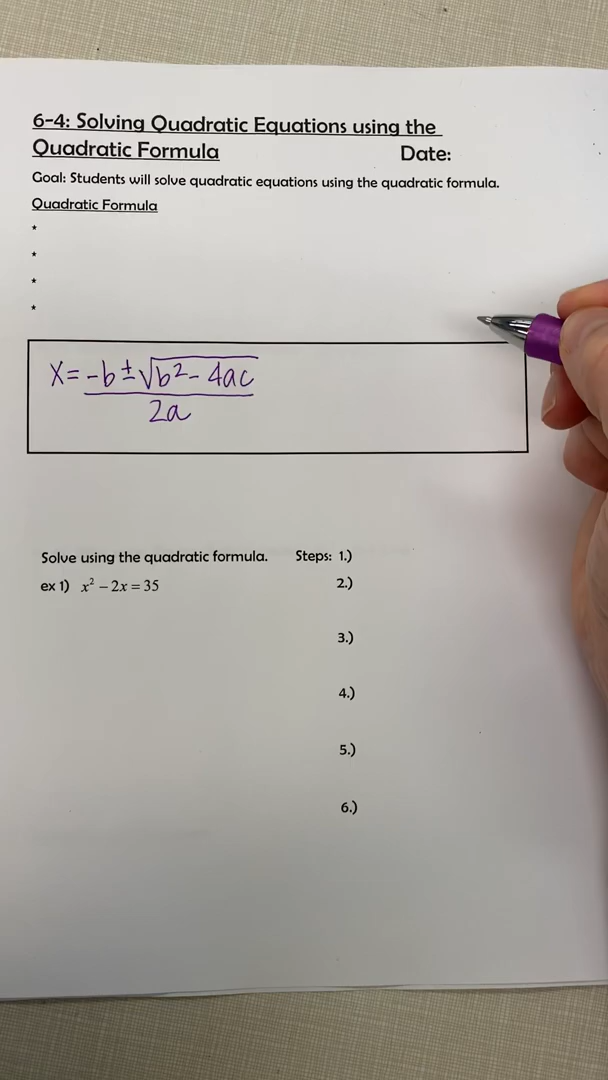 6-4: Solving Quadratic Equations using the
Quadratic Formula Date:
Goal: Students will solve quadratic equations using the quadratic formula.
Quadratic Formula
*
*
*
*
x = -b ± √b² - 4ac
2a
Solve using the quadratic formula. Steps: 1.)
ex 1) x² - 2x = 35 2.)
3.)
4.)
5.)
6.)